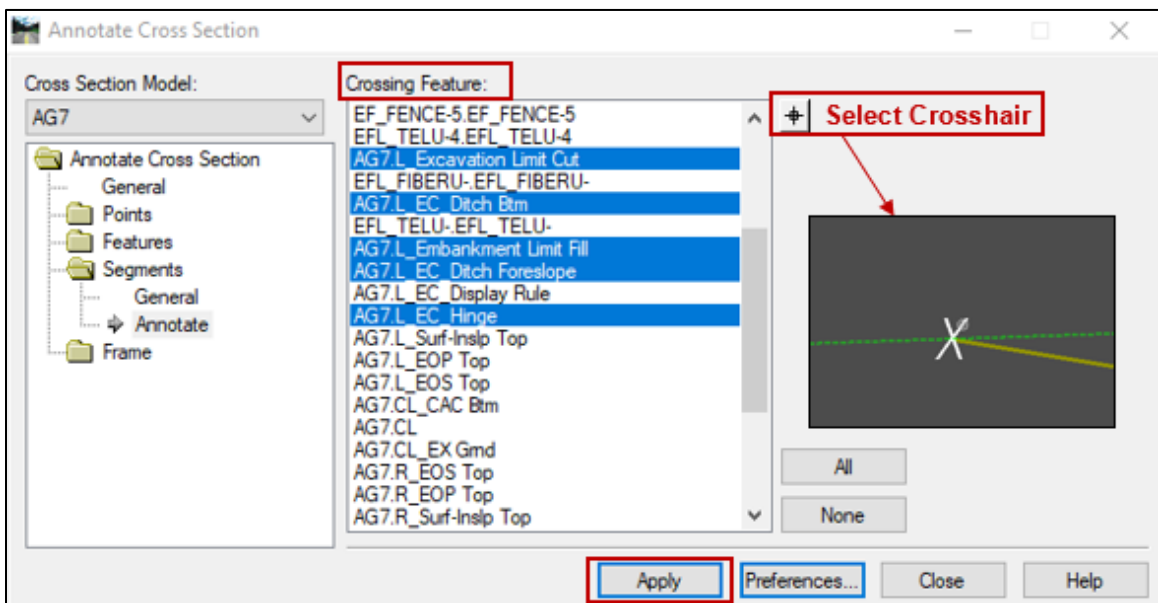 Annotate Cross Section
Cross Section Model:
AG7
Annotate Cross Section
General
Points
Features
Segments
General
Annotate
Frame
Crossing Feature:
EF_FENCE-5.EF_FENCE-5
EFL_TELU-4.EFL_TELU-4
AG7.L_Excavation Limit Cut
EFL_FIBERU-.EFL_FIBERU-
AG7.L_EC_Ditch Btm
EFL_TELU-.EFL_TELU-
AG7.L_Embankment Limit Fill
AG7.L_EC_Ditch Foreslope
AG7.L_EC_Display Rule
AG7.L_EC_Hinge
AG7.L_Surf-Inslp Top
AG7.L_EOP Top
AG7.L_EOS Top
AG7.CL_CAC Btm
AG7.CL
AG7.CL_EX Grnd
AG7.R_EOS Top
AG7.R_EOP Top
AG7.R_Surf-Inslp Top
Select Crosshair
X
All
None
Apply
Preferences...
Close
Help